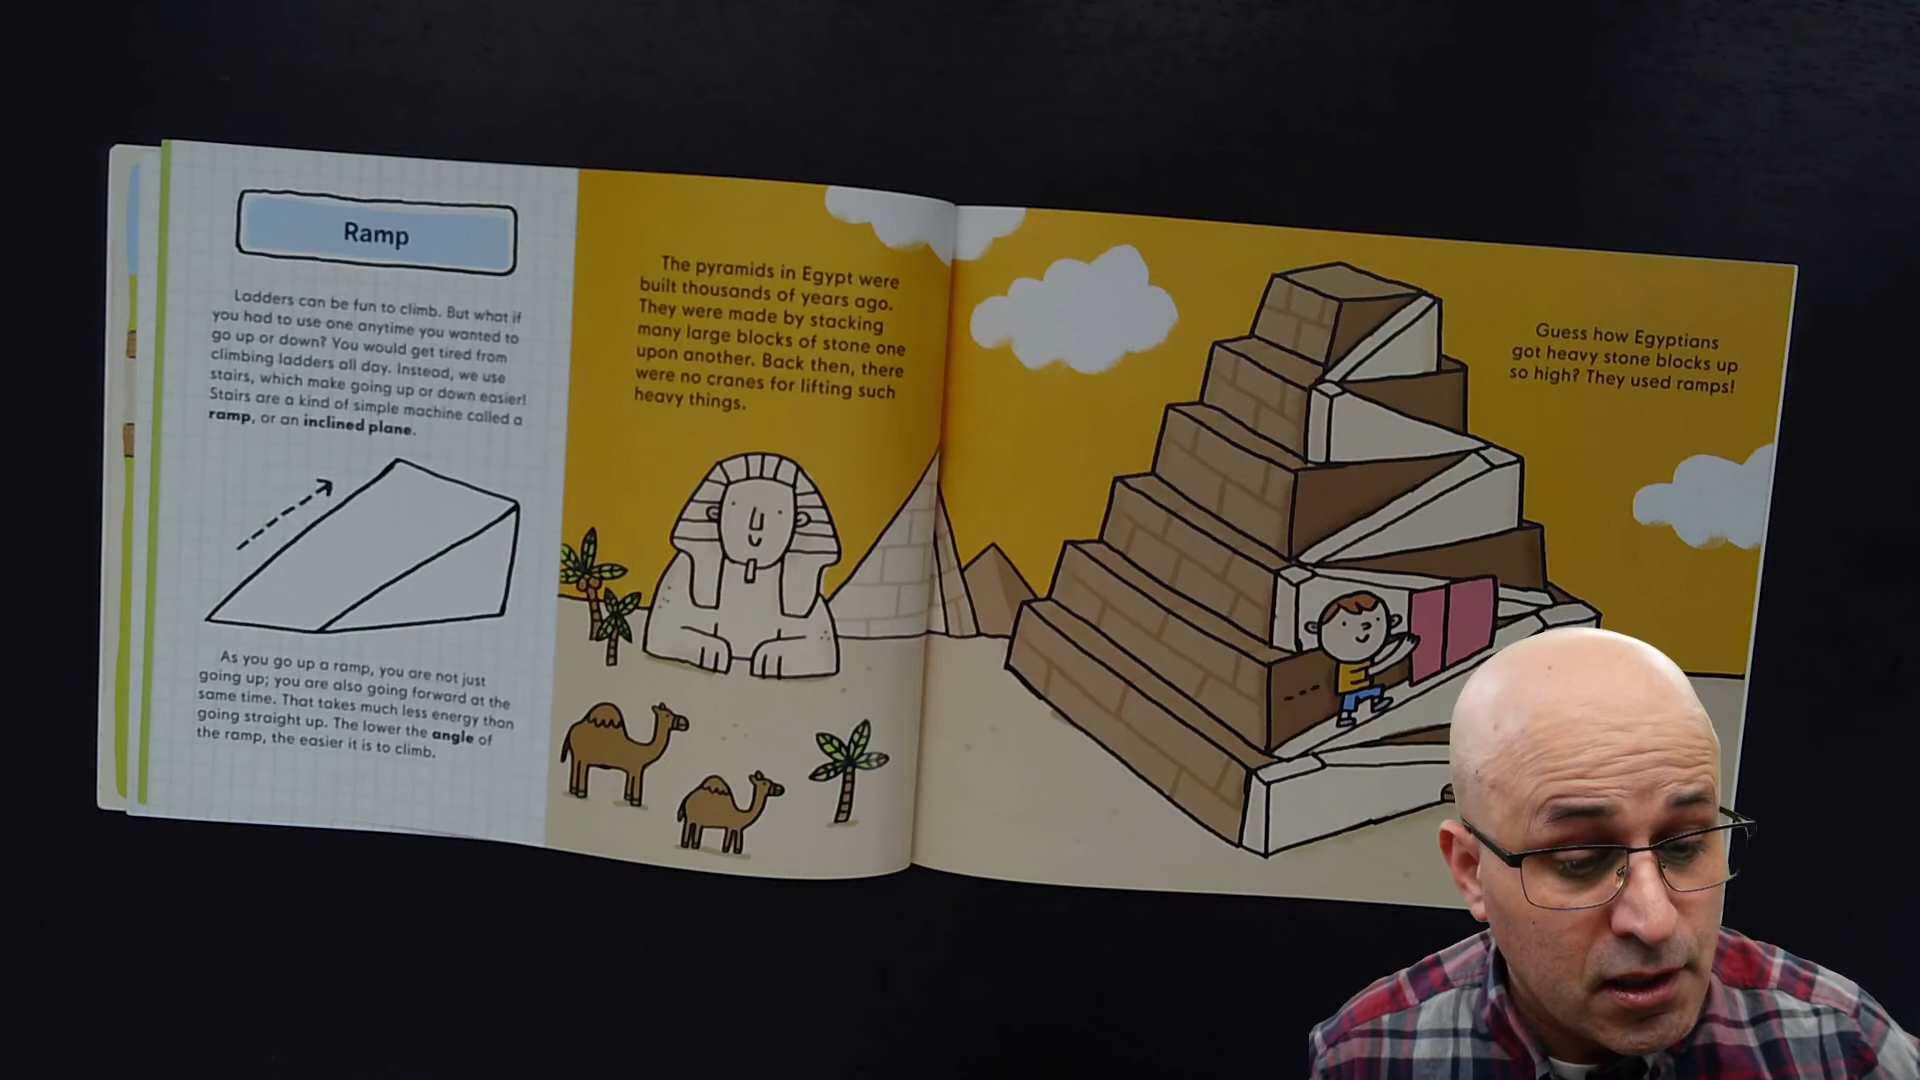 Ramp
Ladders can be fun to climb. But what if
you had to use one anytime you wanted to
go up or down? You would get tired from
climbing ladders all day. Instead, we use
stairs, which make going up or down easier!
Stairs are a kind of simple machine called a
ramp, or an inclined plane.
As you go up a ramp, you are not just
going up; you are also going forward at the
same time. That takes much less energy than
going straight up. The lower the angle of
the ramp, the easier it is to climb.
The pyramids in Egypt were
built thousands of years ago.
They were made by stacking
many large blocks of stone one
upon another. Back then, there
were no cranes for lifting such
heavy things.
Guess how Egyptians
got heavy stone blocks up
so high? They used ramps!